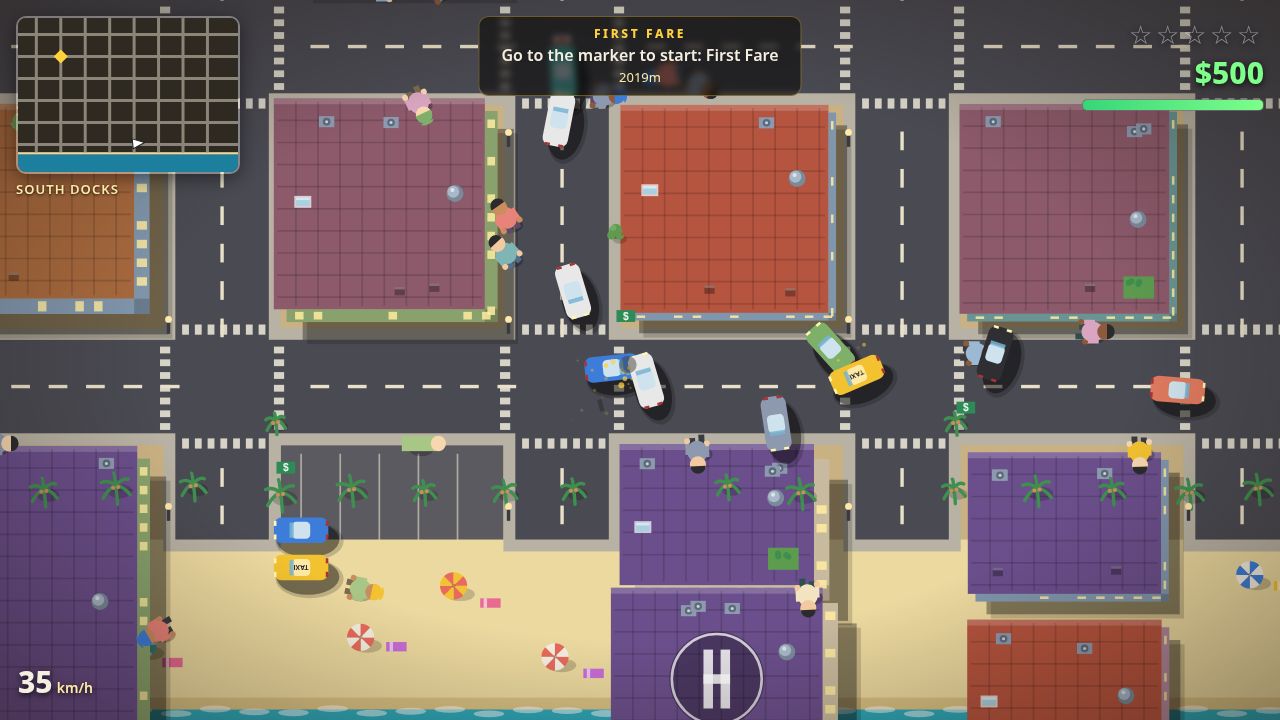 FIRST FARE
Go to the marker to start: First Fare
2019m
$500
SOUTH DOCKS
$
$
$
TAXI
TAXI
H
35 km/h